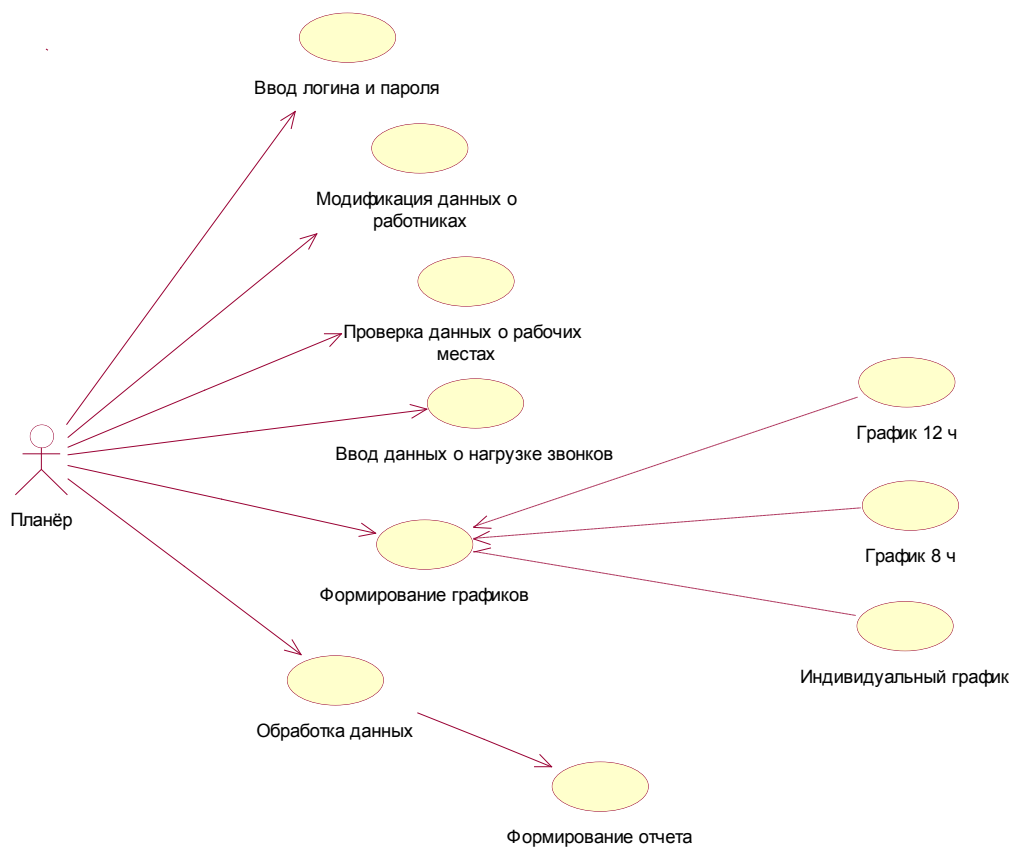 Ввод логина и пароля
Модификация данных о
работниках
Проверка данных о рабочих
местах
График 12 ч
Ввод данных о нагрузке звонков
Планёр
График 8 ч
Формирование графиков
Индивидуальный график
Обработка данных
Формирование отчета